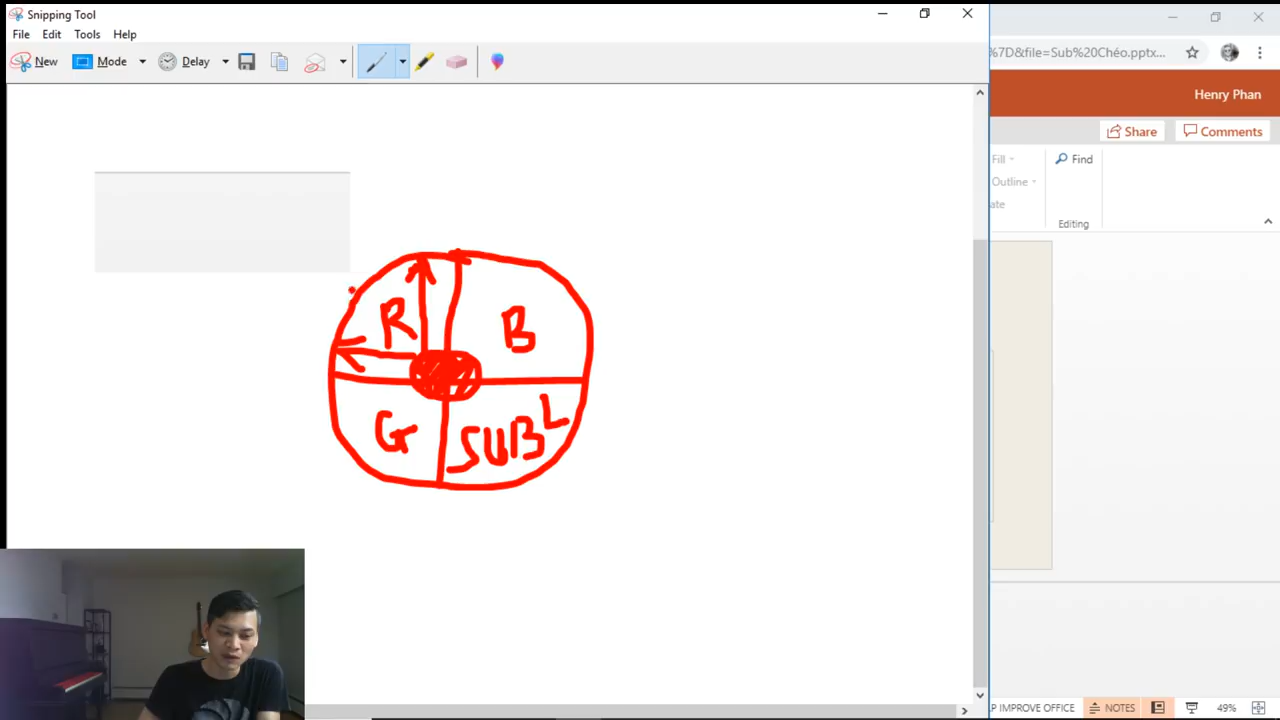 Snipping Tool
File Edit Tools Help
New Mode Delay
%7D&file=Sub%20Chéo.pptx...
Henry Phan
Share Comments
Fill
Find
Outline
ate
Editing
R B
G SUB L
P IMPROVE OFFICE NOTES 49%